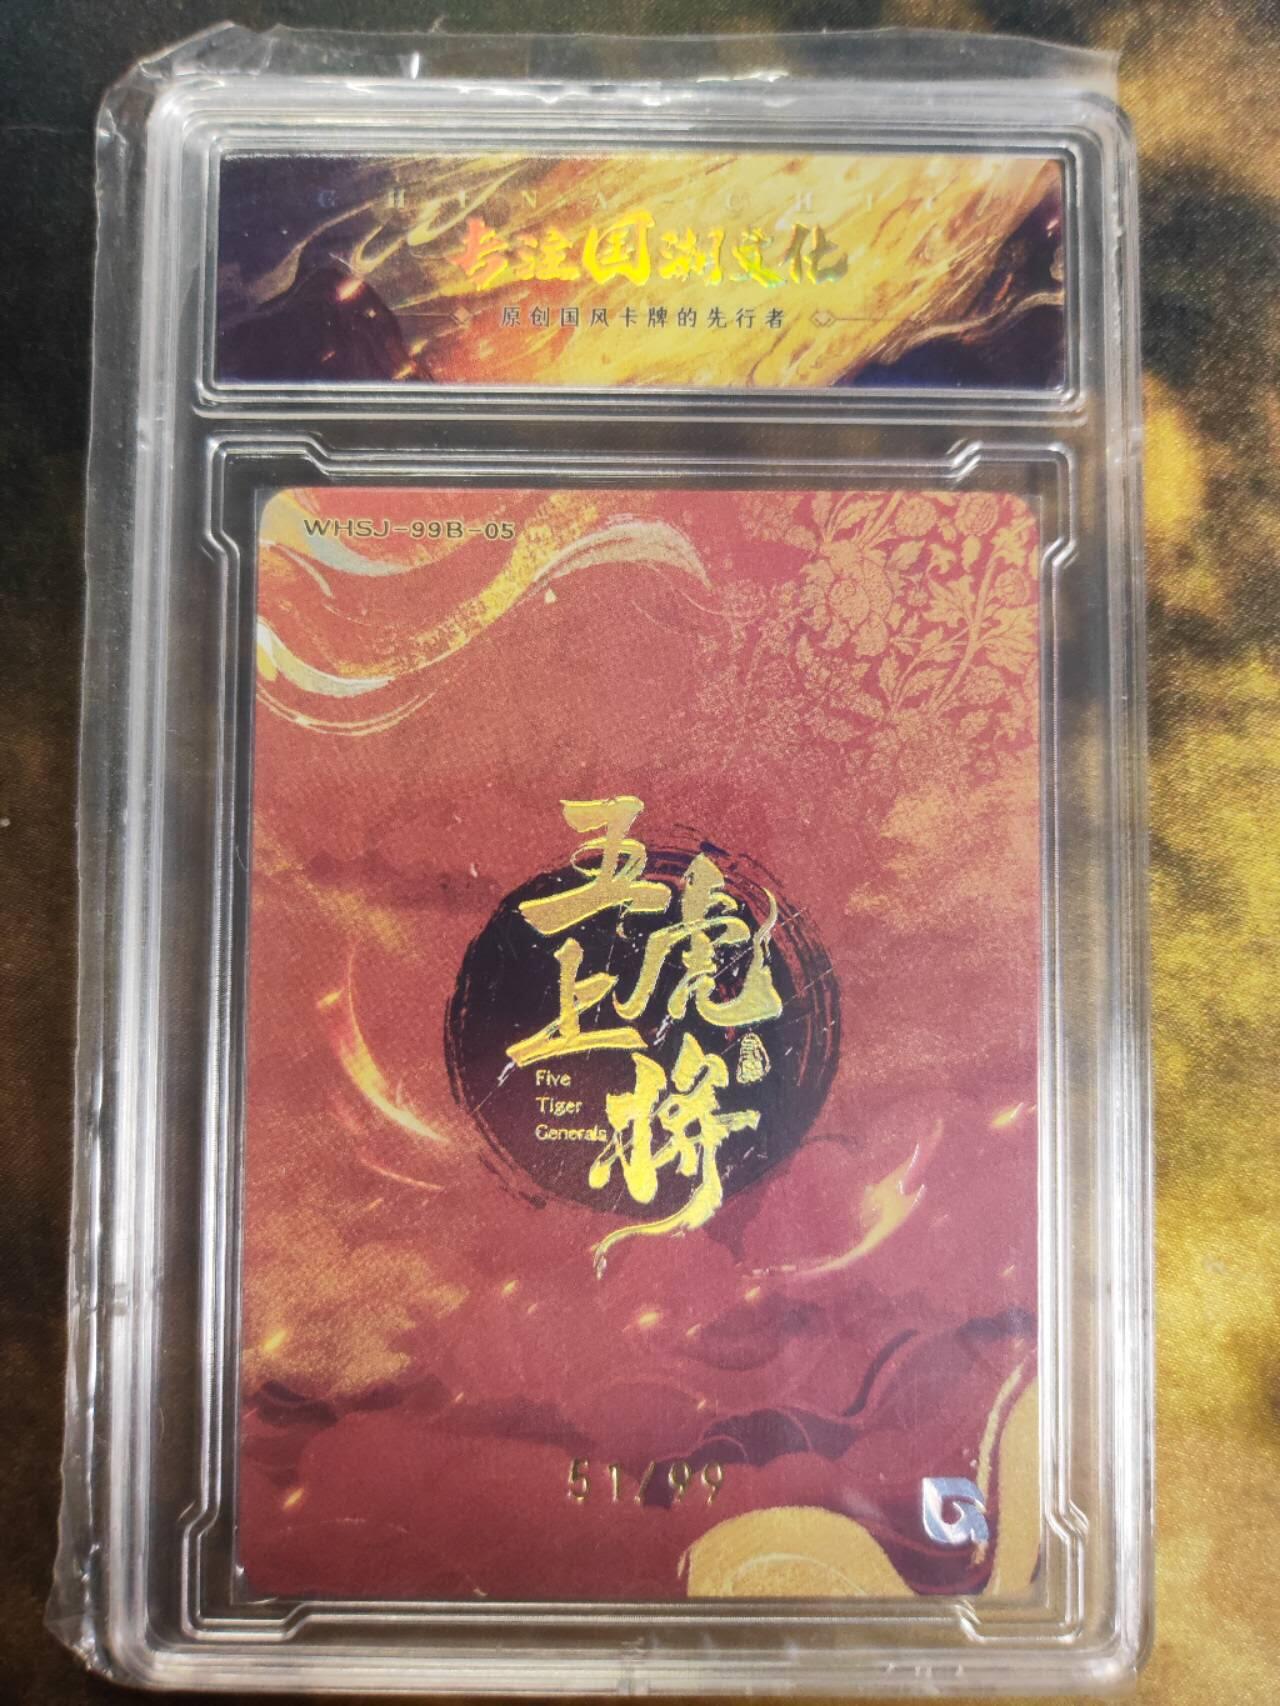 CHINA-CHIC
专注国潮文化
原创国风卡牌的先行者
WHSJ-99B-05
五虎
上将
Five
Tiger
Generals
51/99